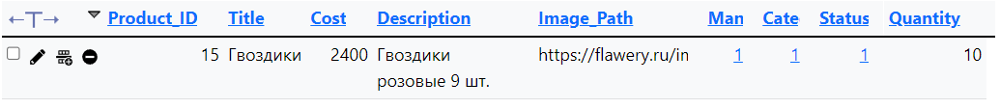 Product_ID Title Cost Description Image_Path Man Cate Status Quantity
15 Гвоздики 2400 Гвоздики https://flawery.ru/in 1 1 1 10
розовые 9 шт.